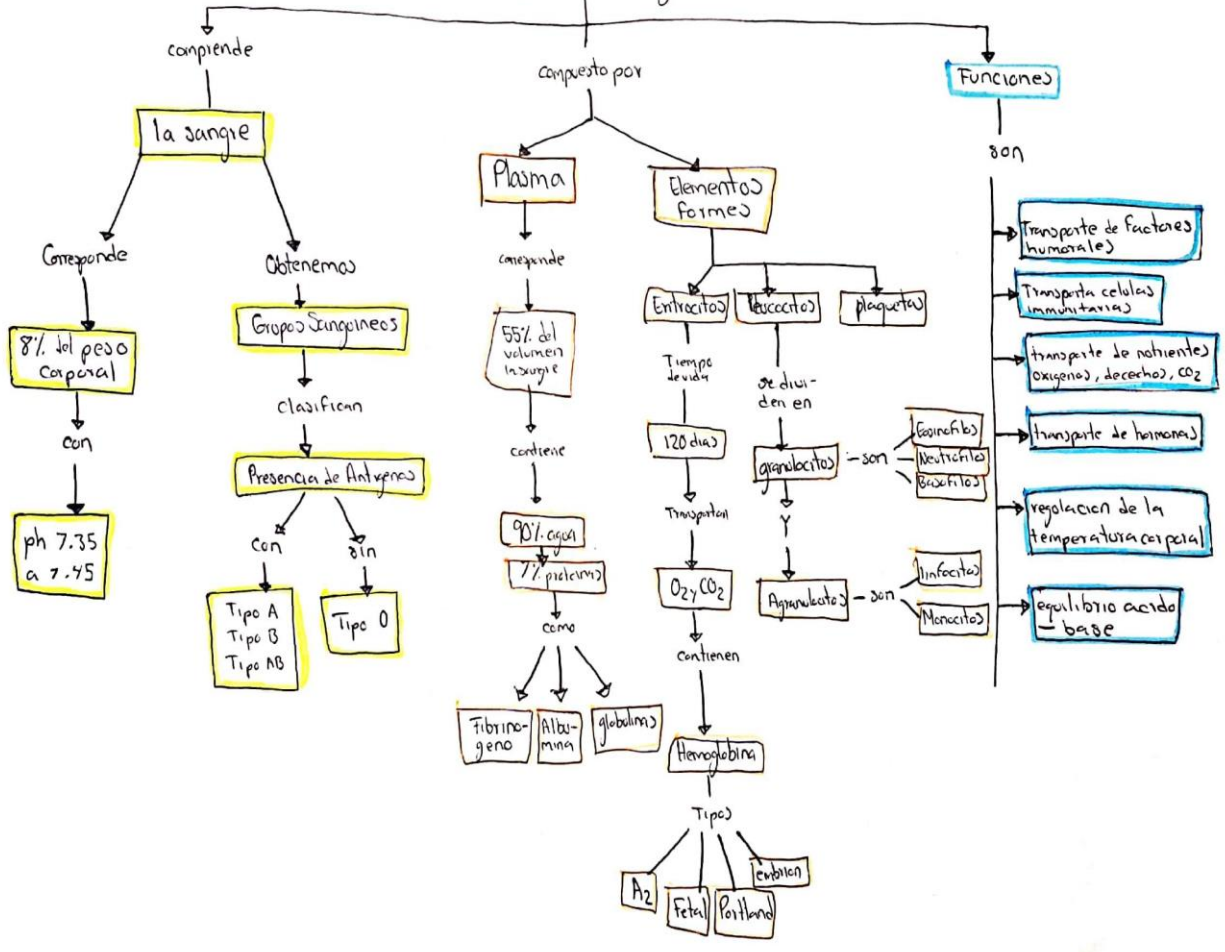 comprende
la sangre
Corresponde
8% del peso
corporal
con
ph 7.35
a 7.45
Obtenemos
Grupos Sanguineos
Clasifican
Presencia de Antigenos
con
sin
Tipo A
Tipo B
Tipo AB
Tipo O
compuesto por
Plasma
corresponde
55% del
volumen
contiene
90% agua
7% proteinas
como
Fibrino-
geno
Albu-
mina
globulinas
Elementos
formes
Eritrocitos
leucocitos
plaquetas
Tiempo
de vida
120 dias
Transportan
O2 y CO2
contienen
Hemoglobina
Tipos
A2
Fetal
Portland
embrion
se divi-
den en
granulocitos
son
Eosinofilos
Neutrofilos
Basofilos
y
Agranulocitos
son
linfocitos
Monocitos
Funciones
son
Transporte de Factores
humorales
Transporta celulas
immunitarias
transporte de nutrientes
oxigenos, decechos, CO2
transporte de hormonas
regulacion de la
temperatura corporal
equilibrio acido
– base